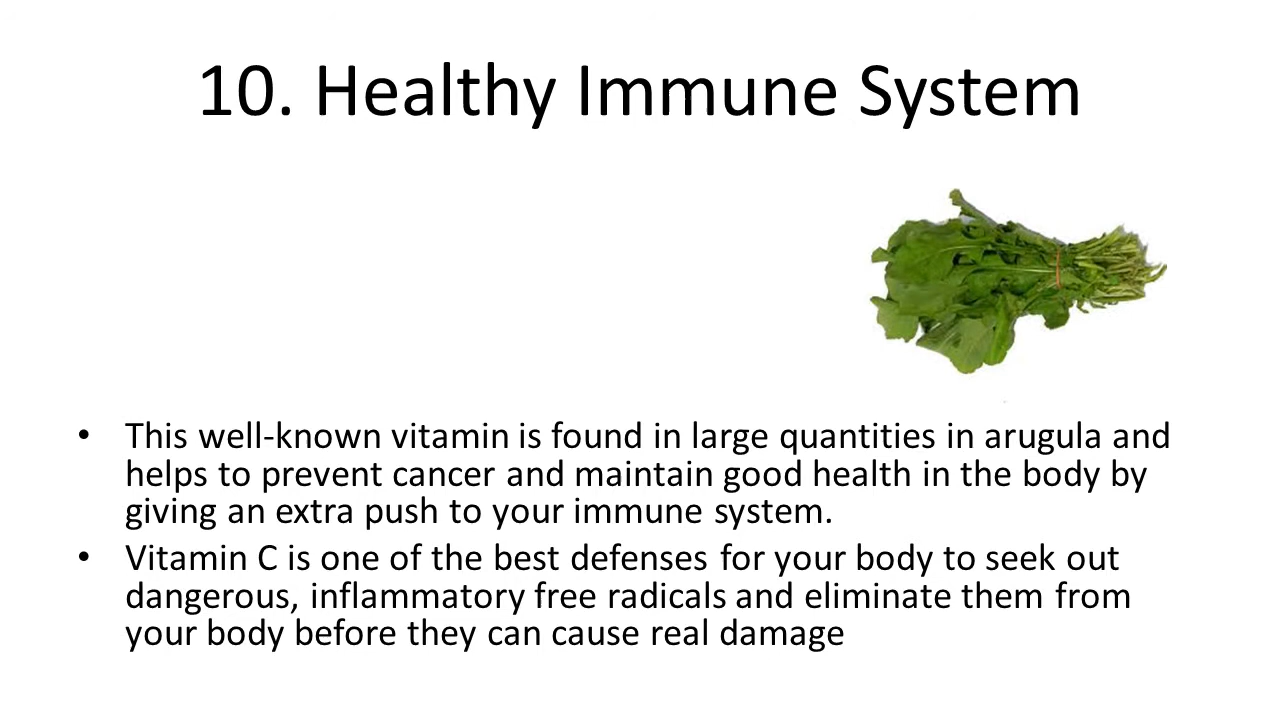 10. Healthy Immune System
• This well-known vitamin is found in large quantities in arugula and
helps to prevent cancer and maintain good health in the body by
giving an extra push to your immune system.
• Vitamin C is one of the best defenses for your body to seek out
dangerous, inflammatory free radicals and eliminate them from
your body before they can cause real damage